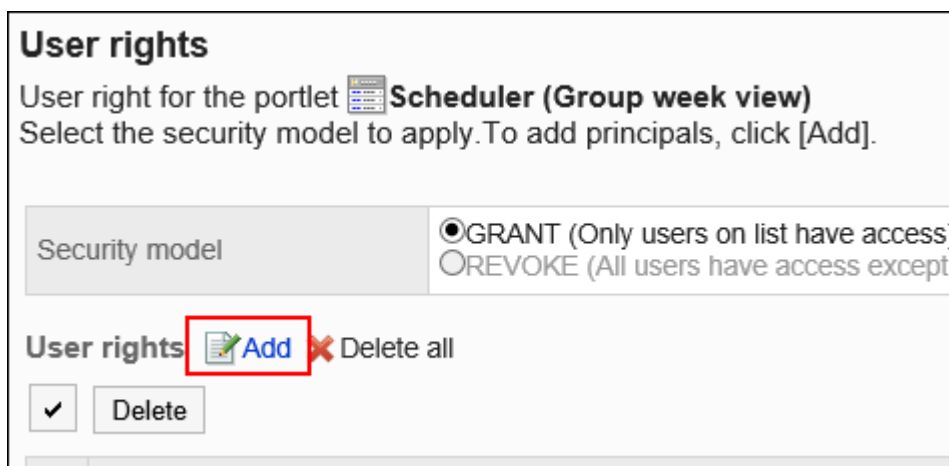 User rights
User right for the portlet Scheduler (Group week view)
Select the security model to apply.To add principals, click [Add].
Security model
GRANT (Only users on list have access)
REVOKE (All users have access except
User rights Add Delete all
Delete